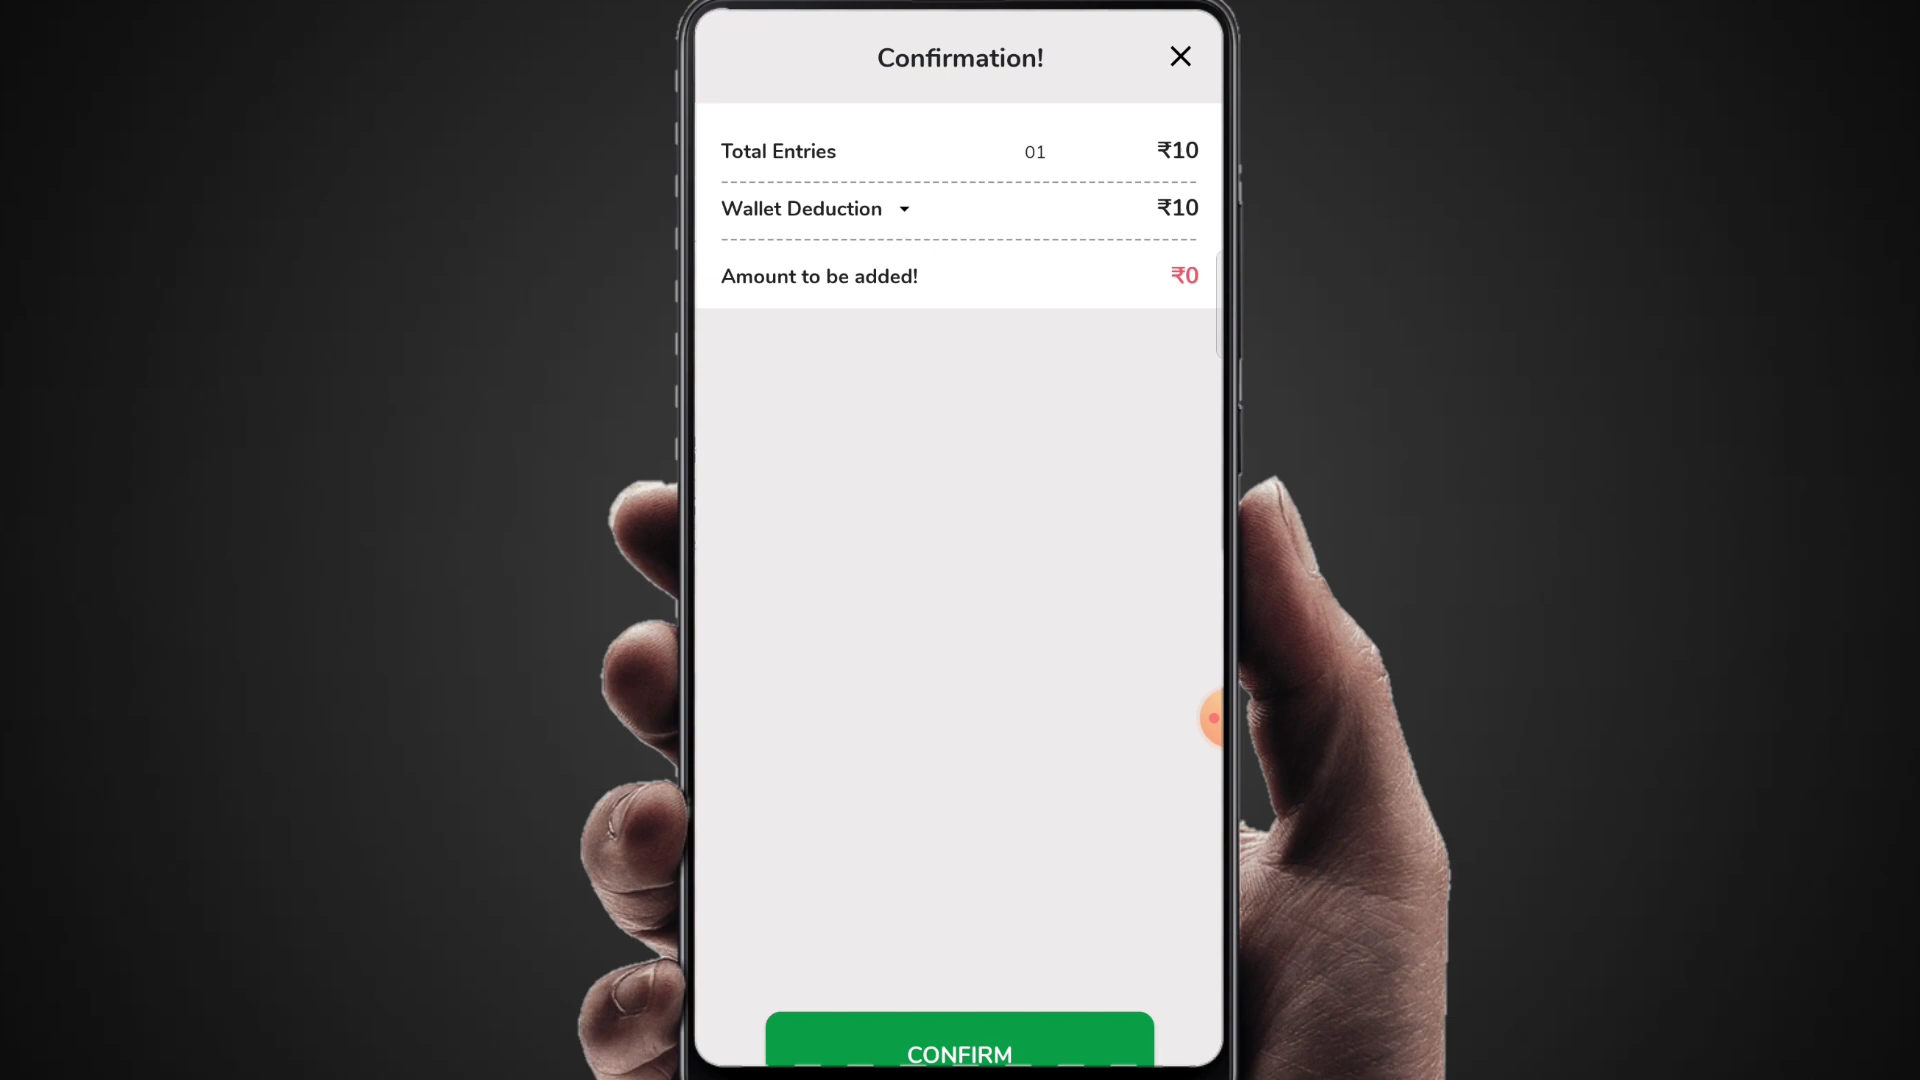 Confirmation!
Total Entries 01 ₹10
Wallet Deduction ₹10
Amount to be added! ₹0
CONFIRM